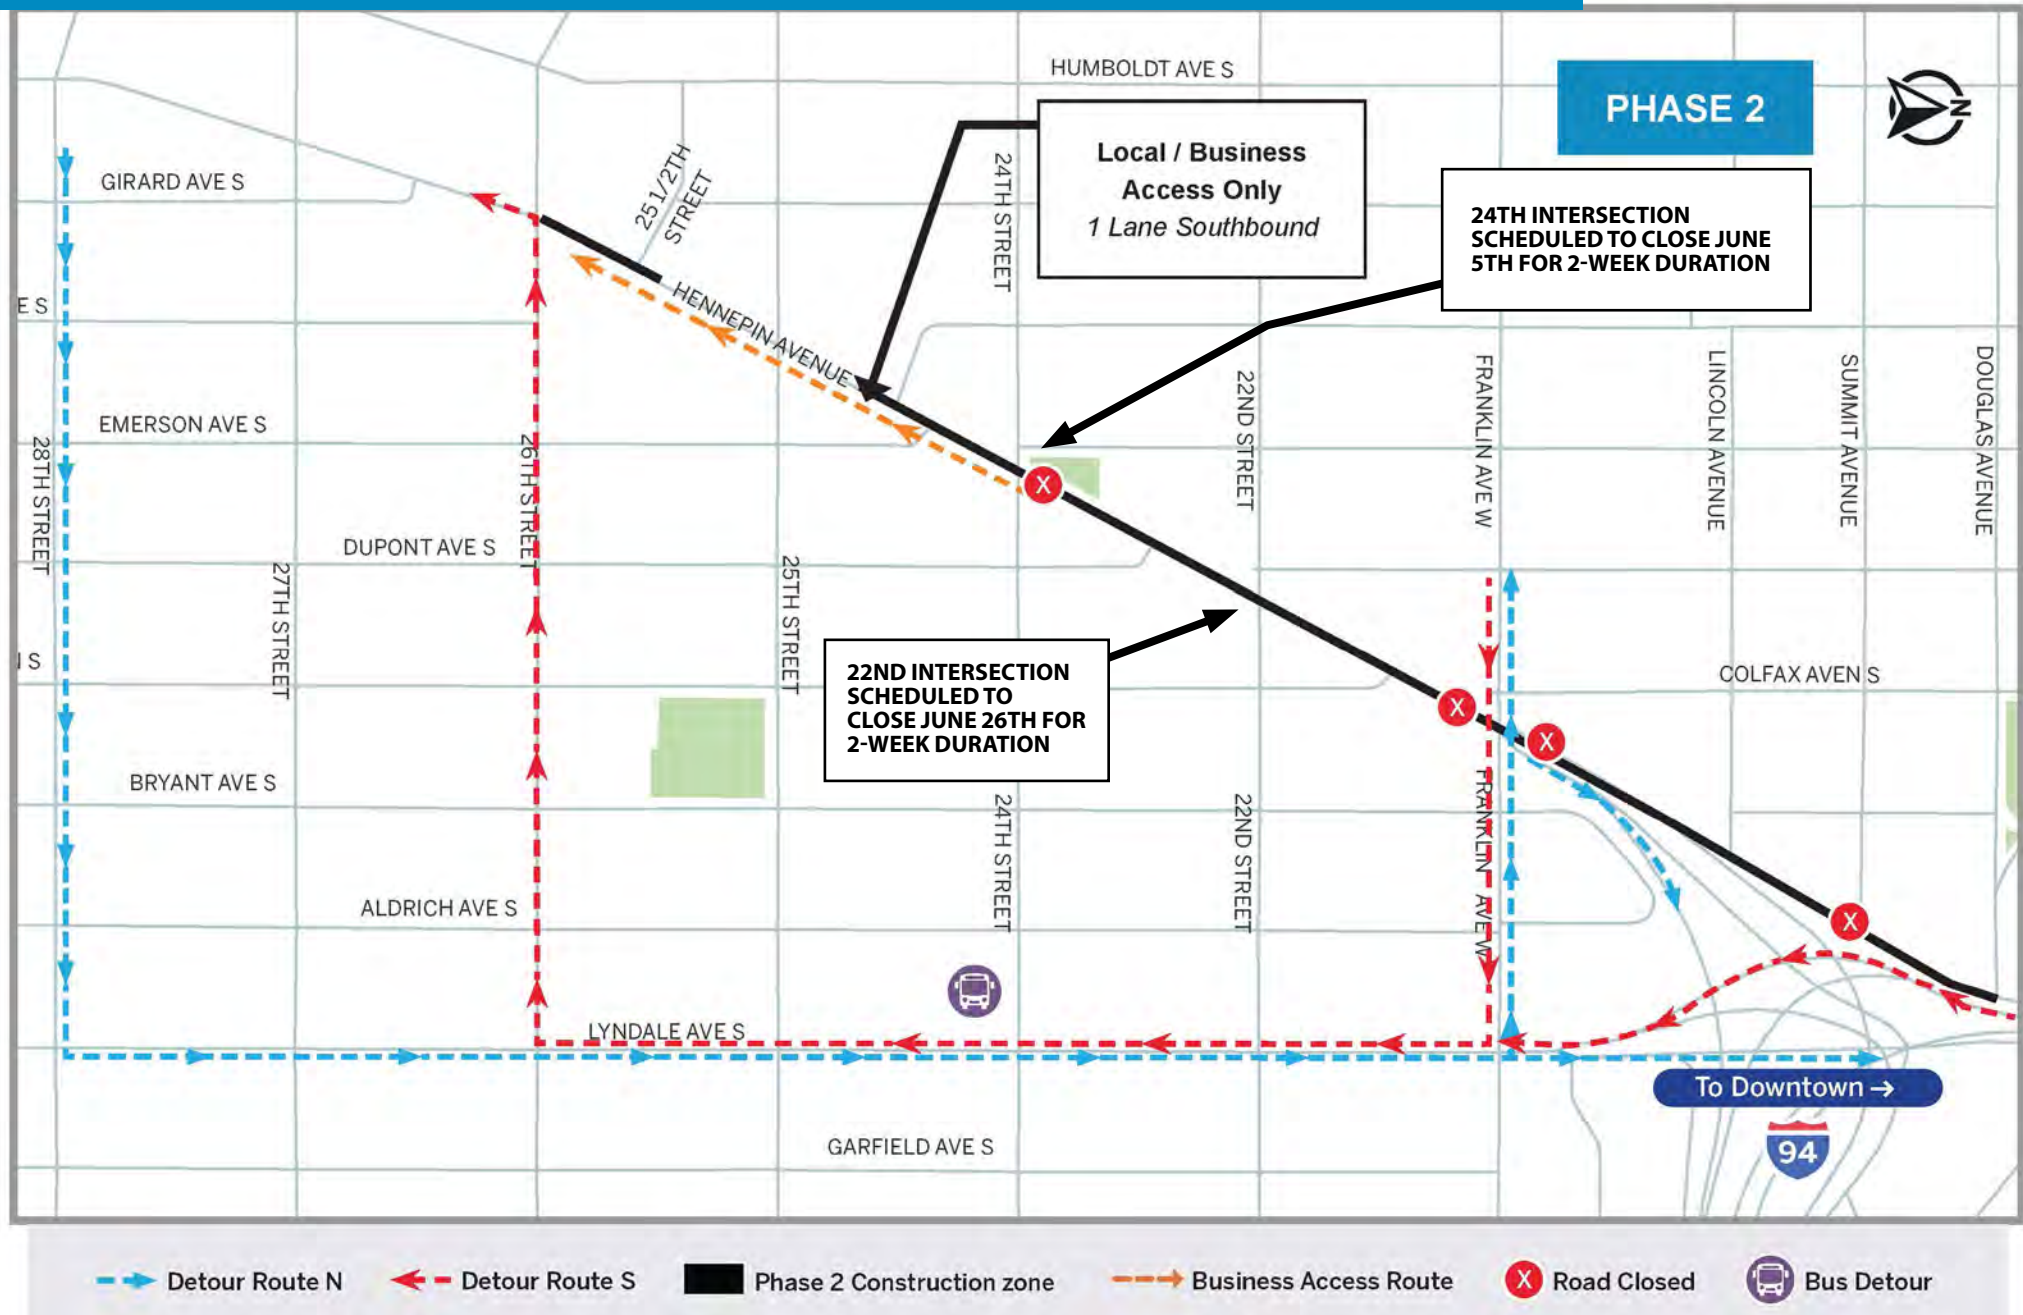 HUMBOLDT AVE S
PHASE 2
N
Local / Business
Access Only
1 Lane Southbound
24TH INTERSECTION
SCHEDULED TO CLOSE JUNE
5TH FOR 2-WEEK DURATION
GIRARD AVE S
25 1/2TH
STREET
24TH STREET
E S
HENNEPIN AVENUE
EMERSON AVE S
28TH STREET
26TH STREET
22ND STREET
FRANKLIN AVE W
LINCOLN AVENUE
SUMMIT AVENUE
DOUGLAS AVENUE
X
DUPONT AVE S
27TH STREET
25TH STREET
22ND INTERSECTION
SCHEDULED TO
CLOSE JUNE 26TH FOR
2-WEEK DURATION
S
COLFAX AVEN S
X
X
BRYANT AVE S
24TH STREET
22ND STREET
FRANKLIN AVE W
ALDRICH AVE S
X
LYNDALE AVE S
To Downtown →
GARFIELD AVE S
94
Detour Route N
Detour Route S
Phase 2 Construction zone
Business Access Route
X
Road Closed
Bus Detour